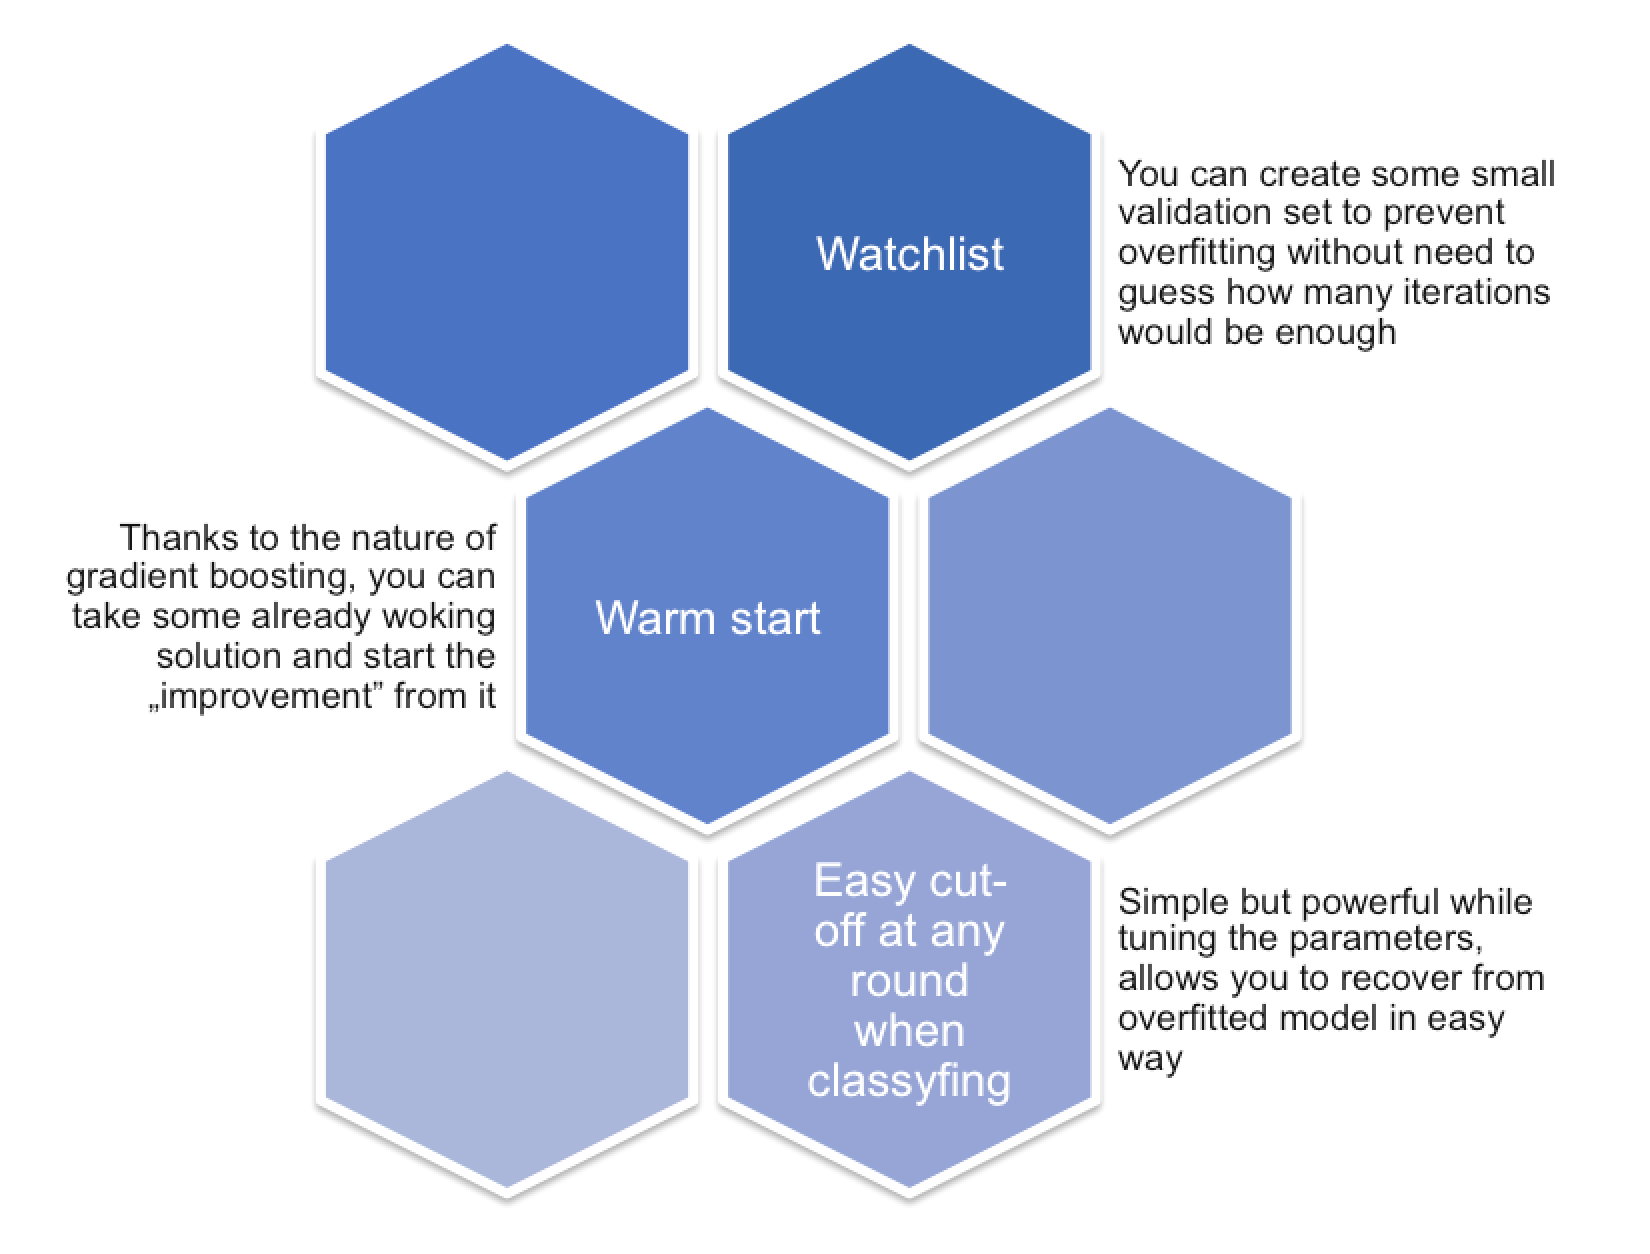 Watchlist
You can create some small
validation set to prevent
overfitting without need to
guess how many iterations
would be enough
Thanks to the nature of
gradient boosting, you can
take some already woking
solution and start the
„improvement” from it
Warm start
Easy cut-
off at any
round
when
classyfing
Simple but powerful while
tuning the parameters,
allows you to recover from
overfitted model in easy
way